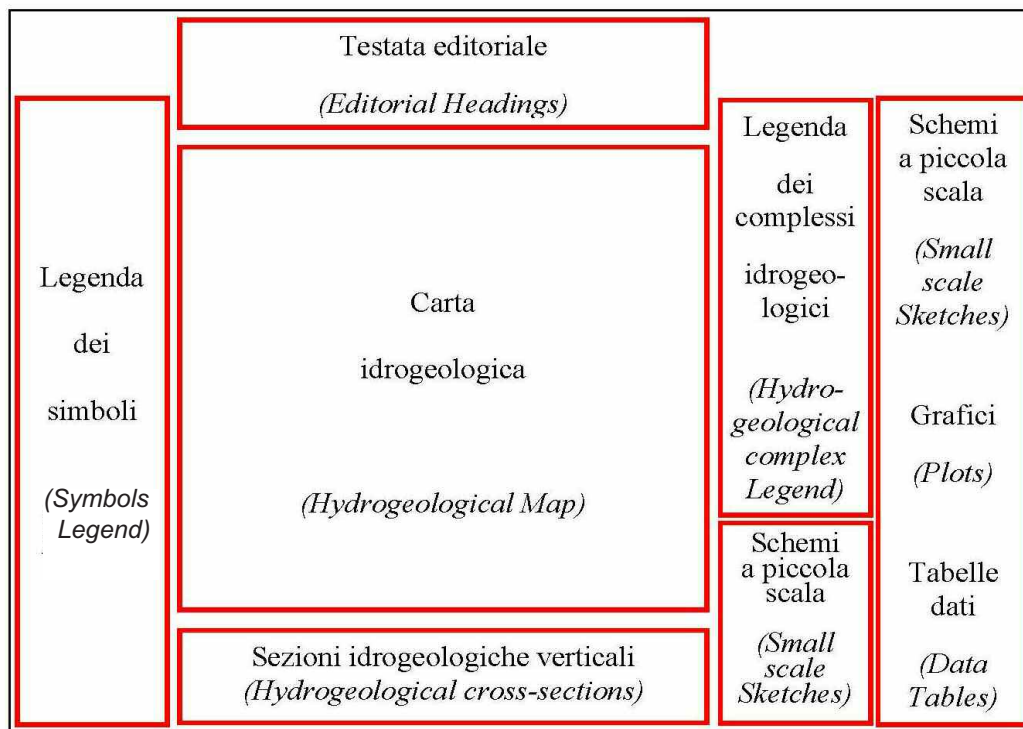 Testata editoriale
(Editorial Headings)
Legenda
dei
simboli
(Symbols
Legend)
Carta
idrogeologica
(Hydrogeological Map)
Sezioni idrogeologiche verticali
(Hydrogeological cross-sections)
Legenda
dei
complessi
idrogeo-
logici
(Hydro-
geological
complex
Legend)
Schemi
a piccola
scala
(Small
scale
Sketches)
Schemi
a piccola
scala
(Small
scale
Sketches)
Grafici
(Plots)
Tabelle
dati
(Data
Tables)